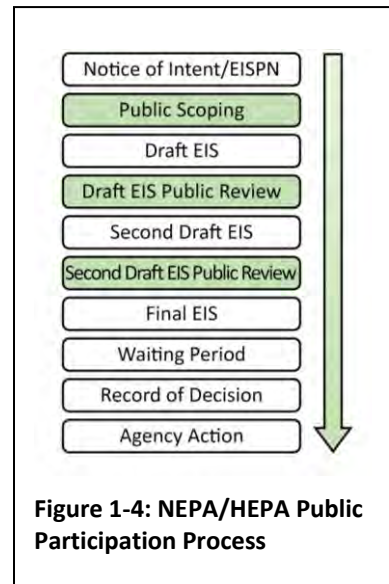 Notice of Intent/EISPN
Public Scoping
Draft EIS
Draft EIS Public Review
Second Draft EIS
Second Draft EIS Public Review
Final EIS
Waiting Period
Record of Decision
Agency Action
Figure 1-4: NEPA/HEPA Public
Participation Process